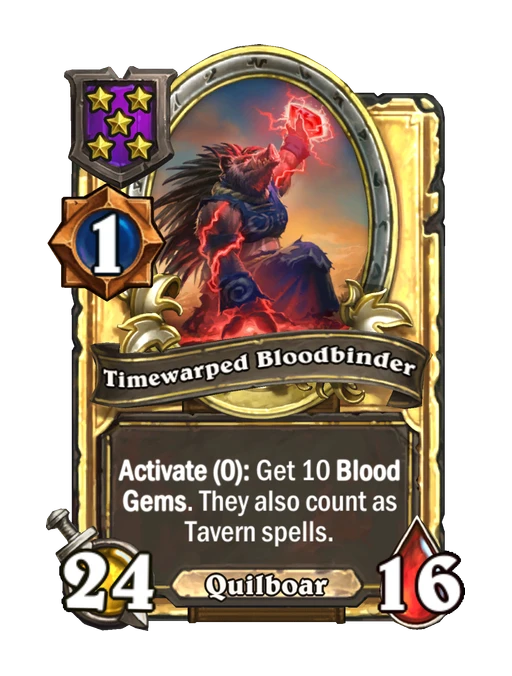 1
Timewarped Bloodbinder
Activate (0): Get 10 Blood
Gems. They also count as
Tavern spells.
24
Quilboar
16